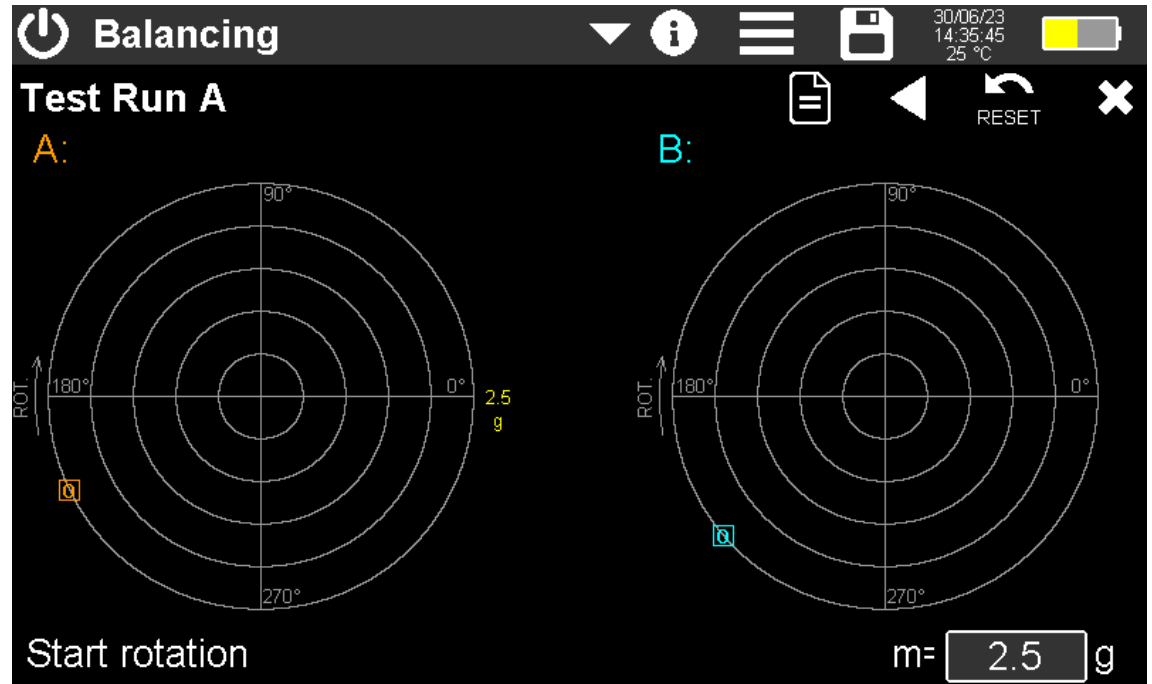 Balancing
i
30/06/23
14:35:45
25 °C
Test Run A
RESET
A:
B:
90°
90°
ROT.
180°
0°
2.5
g
ROT.
180°
0°
0
0
270°
270°
Start rotation
m= 2.5 g